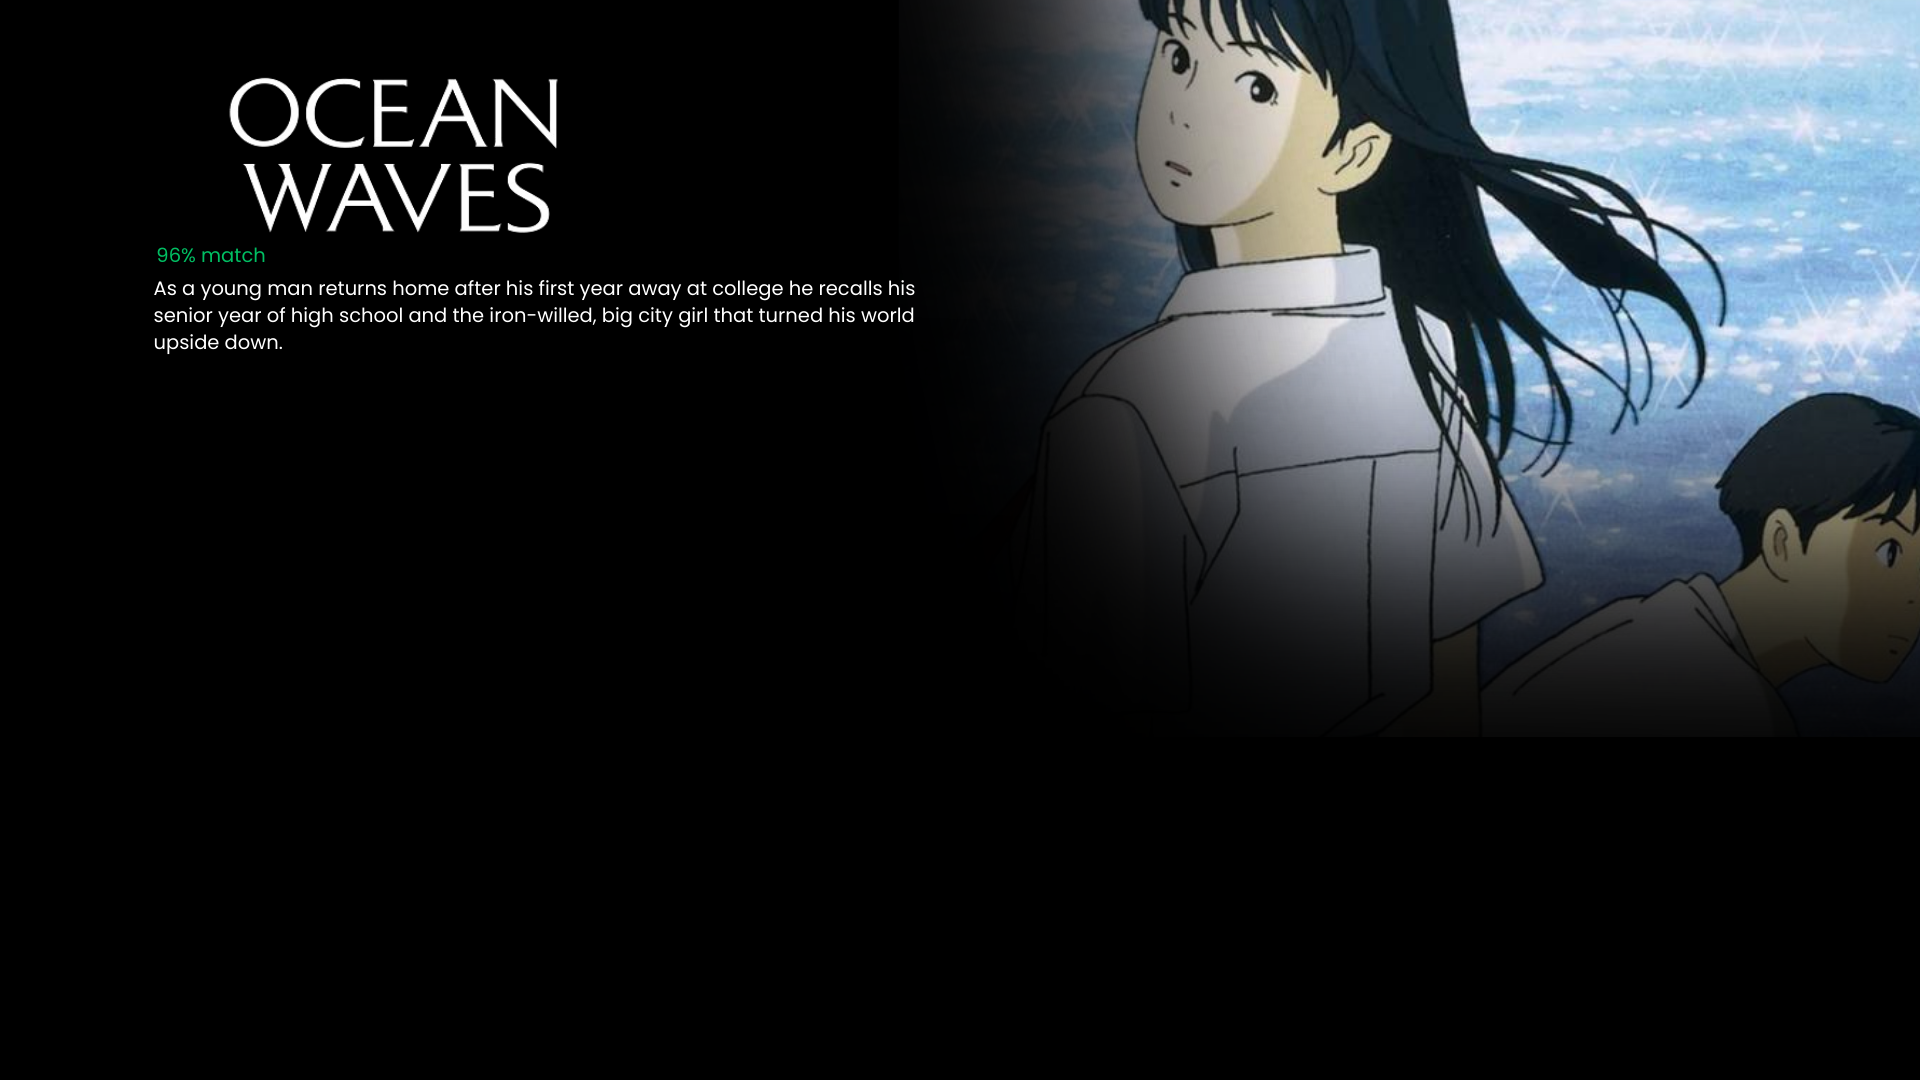 OCEAN
WAVES
96% match
As a young man returns home after his first year away at college he recalls his
senior year of high school and the iron-willed, big city girl that turned his world
upside down.